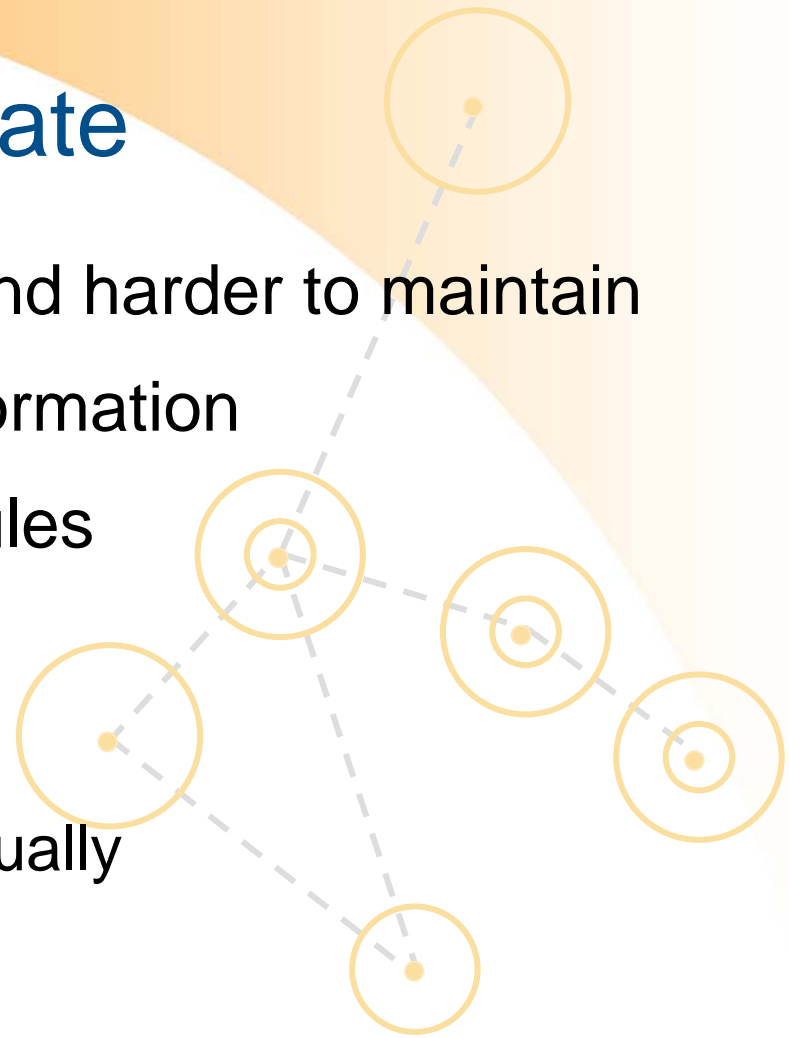 ate
nd harder to maintain
ormation
ules
ually